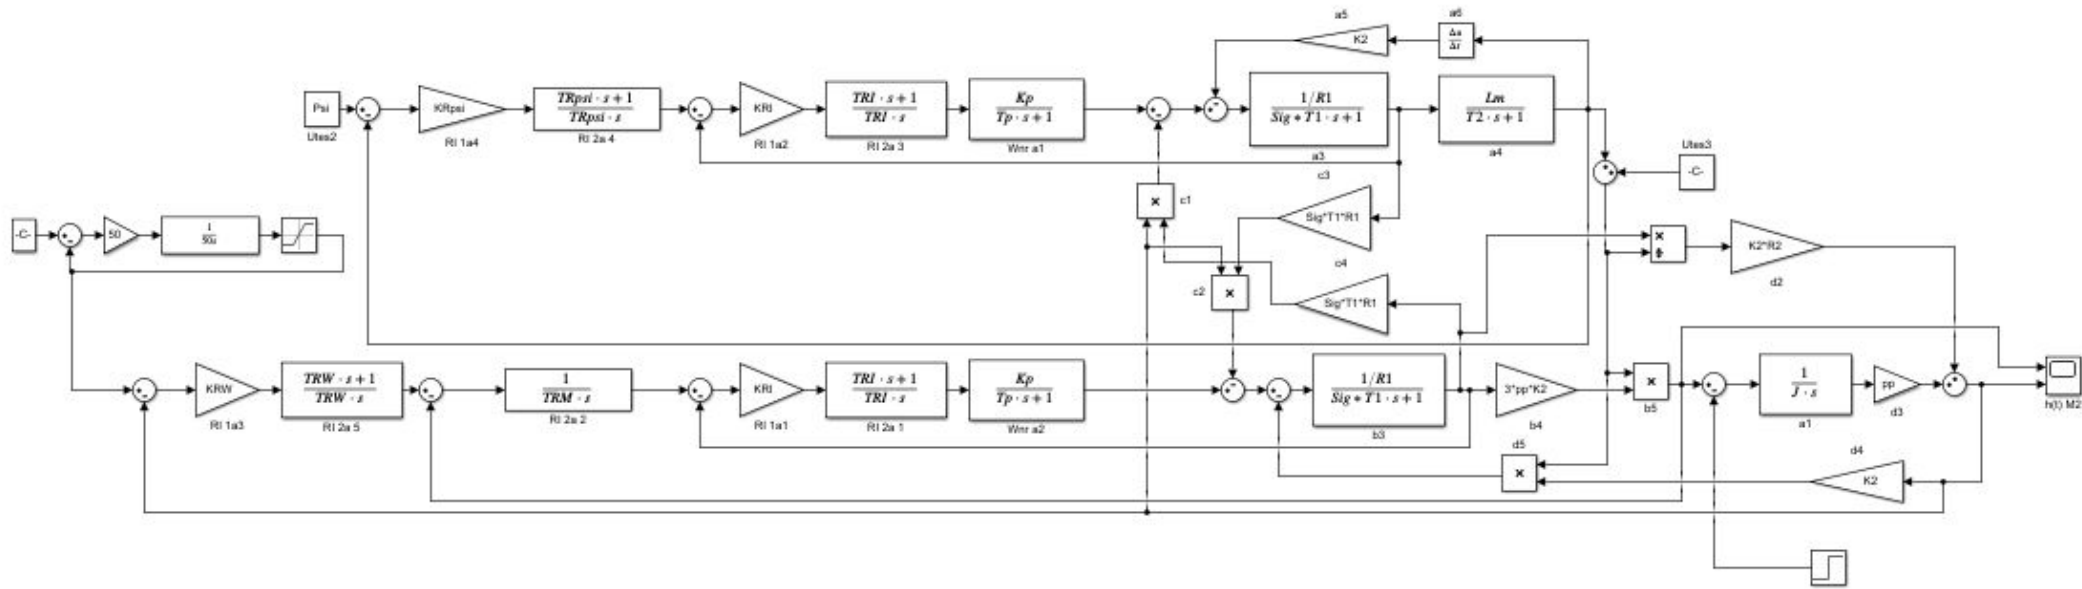 a5
a6
K2
Δu
Δt
Psi
Utes2
KRpsi
RI 1a4
TRpsi · s + 1
TRpsi · s
RI 2a 4
KRI
RI 1a2
TRI · s + 1
TRI · s
RI 2a 3
Kp
Tp · s + 1
Wnr a1
1/R1
Sig * T1 · s + 1
a3
Lm
T2 · s + 1
a4
Utes3
-C-
c3
Sig*T1*R1
×
c1
-C-
50
1
50s
×
÷
K2*R2
d2
c4
Sig*T1*R1
c2
×
KRW
RI 1a3
TRW · s + 1
TRW · s
RI 2a 5
1
TRM · s
RI 2a 2
KRI
RI 1a1
TRI · s + 1
TRI · s
RI 2a 1
Kp
Tp · s + 1
Wnr a2
1/R1
Sig * T1 · s + 1
b3
3*pp*K2
b4
×
b5
1
J · s
a1
pp
d3
h(t) M2
d5
×
d4
K2